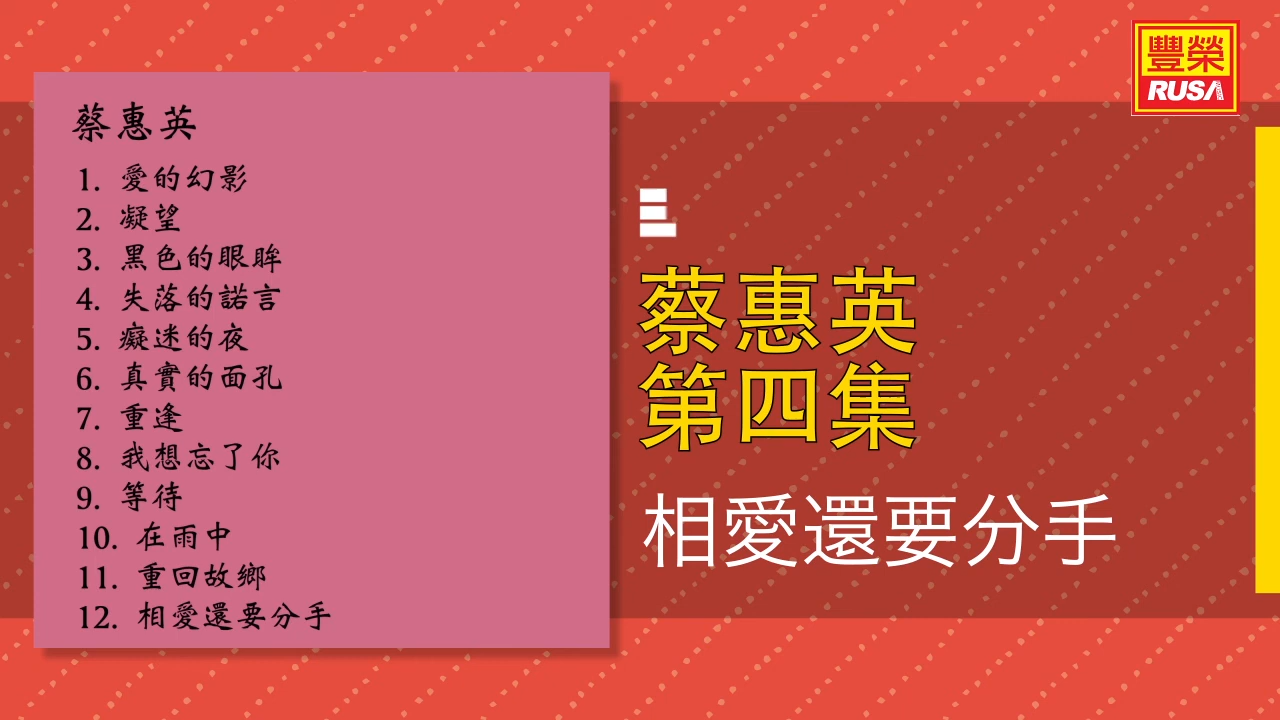 蔡惠英
1. 愛的幻影
2. 凝望
3. 黑色的眼眸
4. 失落的諾言
5. 癡迷的夜
6. 真實的面孔
7. 重逢
8. 我想忘了你
9. 等待
10. 在雨中
11. 重回故鄉
12. 相愛還要分手
豐榮
RUSA
蔡惠英
第四集
相愛還要分手